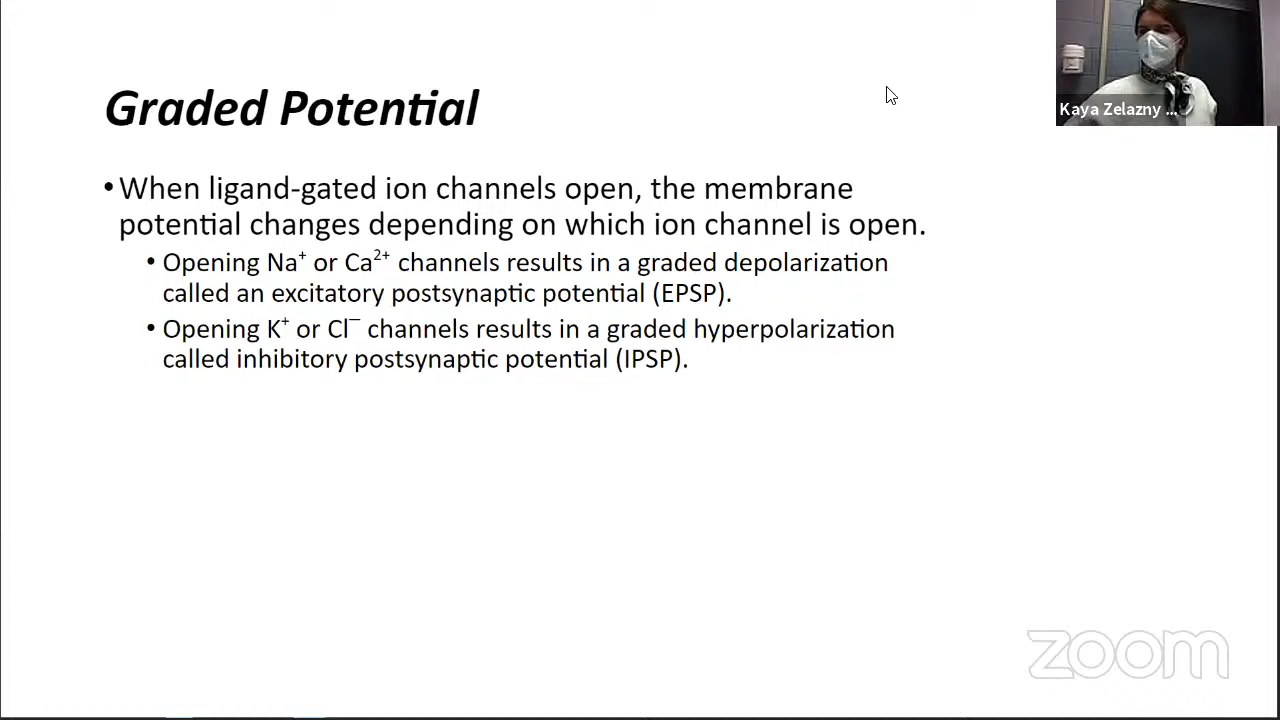 Graded Potential
• When ligand-gated ion channels open, the membrane
potential changes depending on which ion channel is open.
• Opening Na⁺ or Ca²⁺ channels results in a graded depolarization
called an excitatory postsynaptic potential (EPSP).
• Opening K⁺ or Cl⁻ channels results in a graded hyperpolarization
called inhibitory postsynaptic potential (IPSP).
Kaya Zelazny ...
zoom